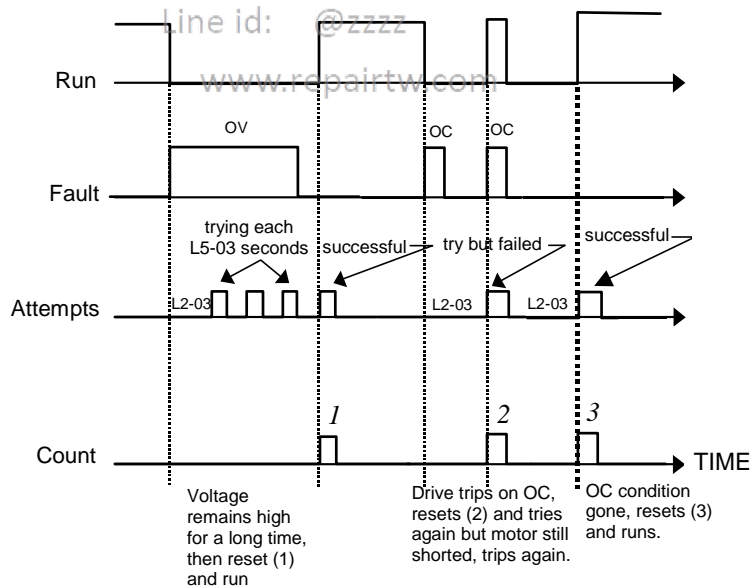 Line id: @zzzz
Run
www.repairtw.com
OV
OC
OC
Fault
trying each
L5-03 seconds
successful
try but failed
successful
L2-03
L2-03
L2-03
Attempts
1
2
3
Count
TIME
Voltage
remains high
for a long time,
then reset (1)
and run
Drive trips on OC,
resets (2) and tries
again but motor still
shorted, trips again.
OC condition
gone, resets (3)
and runs.